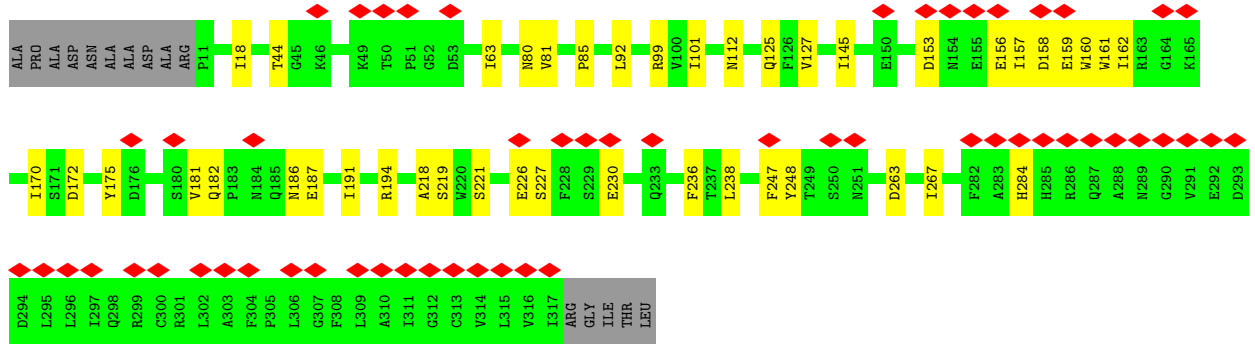 ALA PRO ALA ASP ASN ALA ALA ASP ALA ARG P11 I18 T44 G45 K46 K49 T50 P51 G52 D53 I63 N80 V81 P85 L92 R99 V100 I101 N112 Q125 F126 V127 I145 E150 D153 N154 E155 E156 I157 D158 E159 W160 W161 I162 R163 G164 K165
I170 S171 D172 Y175 D176 S180 V181 Q182 P183 N184 Q185 N186 E187 I191 R194 A218 S219 W220 S221 E226 S227 F228 S229 E230 Q233 F236 T237 L238 F247 Y248 T249 S250 N251 D263 I267 F282 A283 H284 H285 R286 Q287 A288 N289 G290 V291 E292 D293
D294 L295 L296 I297 Q298 R299 C300 R301 L302 A303 F304 P305 L306 G307 F308 L309 A310 I311 G312 C313 V314 L315 V316 I317 ARG GLY ILE THR LEU